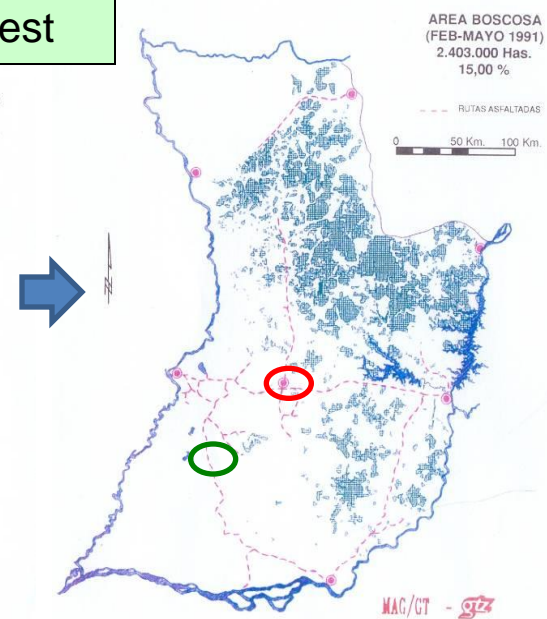 est
AREA BOSCOSA
(FEB-MAYO 1991)
2.403.000 Has.
15,00 %
RUTAS ASFALTADAS
0 50 Km. 100 Km.
N
MAG/GT - gtz